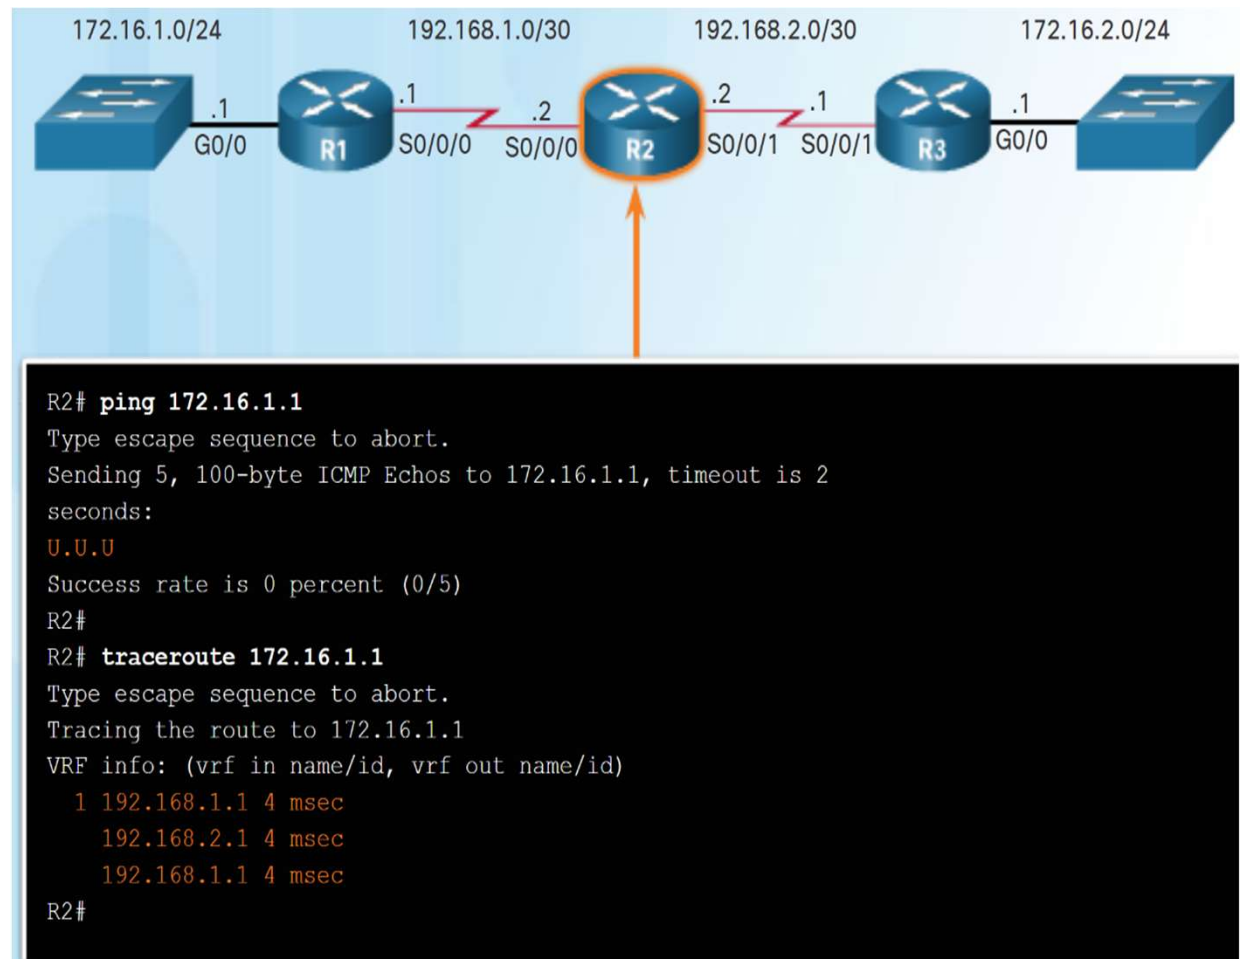 172.16.1.0/24 192.168.1.0/30 192.168.2.0/30 172.16.2.0/24
.1 .1 .2 .2 .1 .1
G0/0 R1 S0/0/0 S0/0/0 R2 S0/0/1 S0/0/1 R3 G0/0
R2# ping 172.16.1.1
Type escape sequence to abort.
Sending 5, 100-byte ICMP Echos to 172.16.1.1, timeout is 2
seconds:
U.U.U
Success rate is 0 percent (0/5)
R2#
R2# traceroute 172.16.1.1
Type escape sequence to abort.
Tracing the route to 172.16.1.1
VRF info: (vrf in name/id, vrf out name/id)
1 192.168.1.1 4 msec
192.168.2.1 4 msec
192.168.1.1 4 msec
R2#